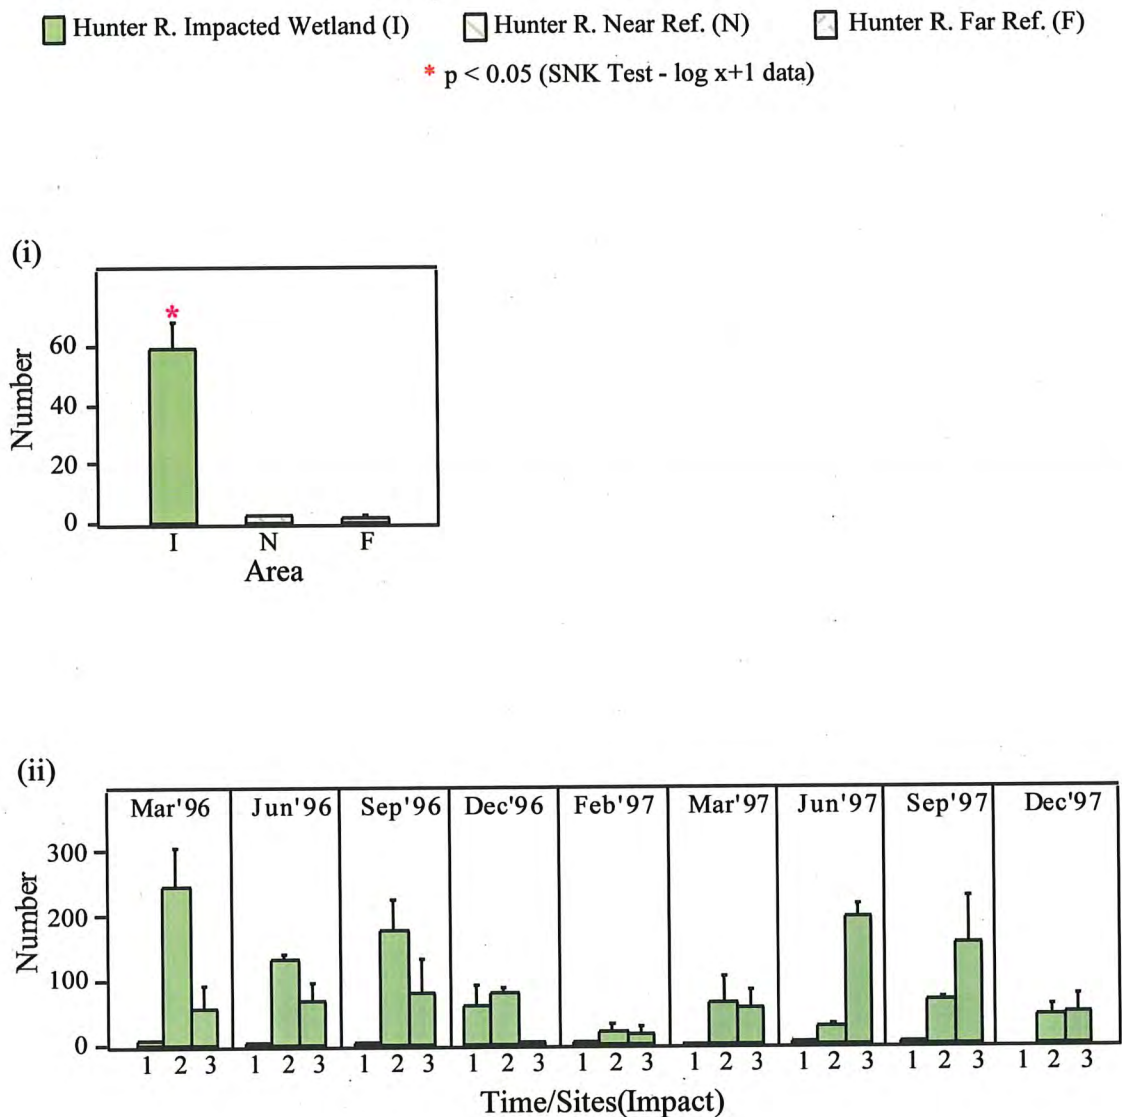 Hunter R. Impacted Wetland (I) Hunter R. Near Ref. (N) Hunter R. Far Ref. (F)
* p < 0.05 (SNK Test - log x+1 data)
(i)
*
Number
60
40
20
0
I N F
Area
(ii)
Mar'96 Jun'96 Sep'96 Dec'96 Feb'97 Mar'97 Jun'97 Sep'97 Dec'97
Number
300
200
100
0
1 2 3 1 2 3 1 2 3 1 2 3 1 2 3 1 2 3 1 2 3 1 2 3 1 2 3
Time/Sites(Impact)